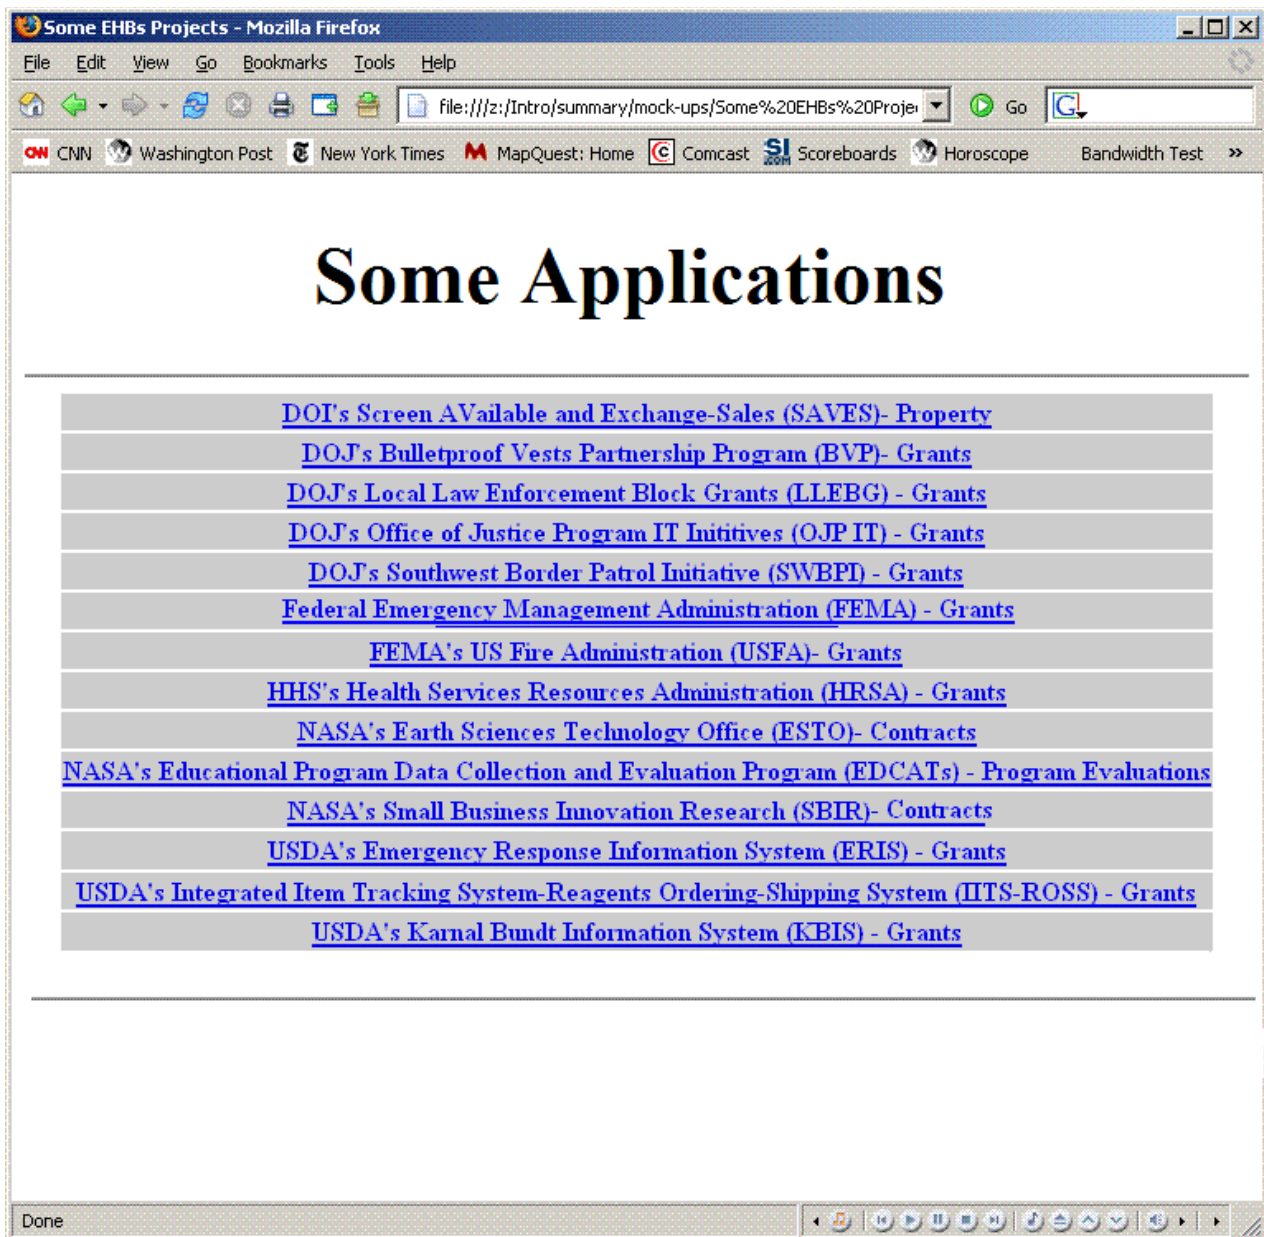 Some EHBs Projects - Mozilla Firefox
File Edit View Go Bookmarks Tools Help
file:///z:/Intro/summary/mock-ups/Some%20EHBs%20Proje Go G
CNN CNN Washington Post New York Times MapQuest: Home C Comcast SI.COM Scoreboards Horoscope Bandwidth Test »
Some Applications
DOI's Screen AVailable and Exchange-Sales (SAVES)- Property
DOJ's Bulletproof Vests Partnership Program (BVP)- Grants
DOJ's Local Law Enforcement Block Grants (LLEBG) - Grants
DOJ's Office of Justice Program IT Inititives (OJP IT) - Grants
DOJ's Southwest Border Patrol Initiative (SWBPI) - Grants
Federal Emergency Management Administration (FEMA) - Grants
FEMA's US Fire Administration (USFA)- Grants
HHS's Health Services Resources Administration (HRSA) - Grants
NASA's Earth Sciences Technology Office (ESTO)- Contracts
NASA's Educational Program Data Collection and Evaluation Program (EDCATs) - Program Evaluations
NASA's Small Business Innovation Research (SBIR)- Contracts
USDA's Emergency Response Information System (ERIS) - Grants
USDA's Integrated Item Tracking System-Reagents Ordering-Shipping System (IITS-ROSS) - Grants
USDA's Karnal Bundt Information System (KBIS) - Grants
Done